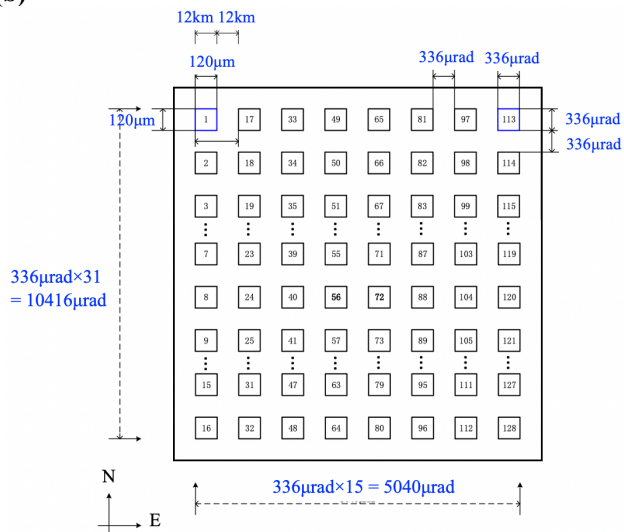 (b)
12km 12km
120μm
336μrad 336μrad
120μm
336μrad
336μrad
1 17 33 49 65 81 97 113
2 18 34 50 66 82 98 114
3 19 35 51 67 83 99 115
7 23 39 55 71 87 103 119
8 24 40 56 72 88 104 120
9 25 41 57 73 89 105 121
15 31 47 63 79 95 111 127
16 32 48 64 80 96 112 128
336μrad×31
= 10416μrad
336μrad×15 = 5040μrad
N
E